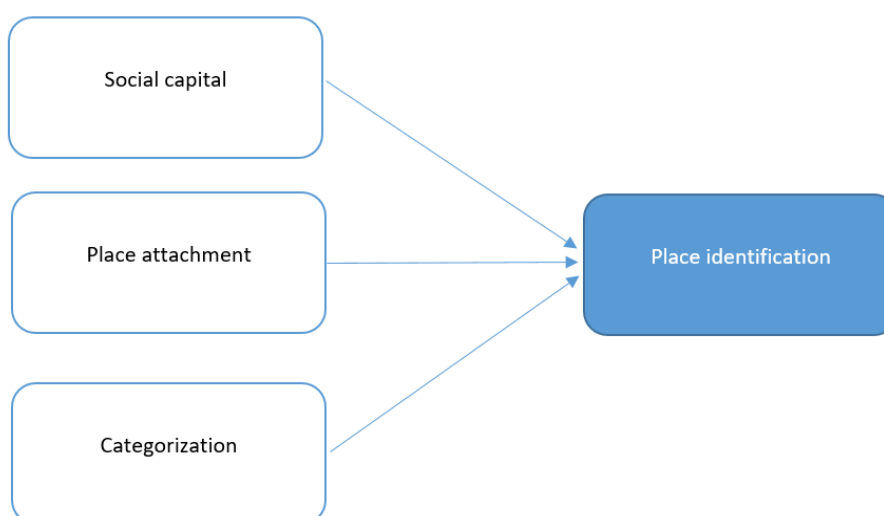 Social capital
Place attachment
Place identification
Categorization